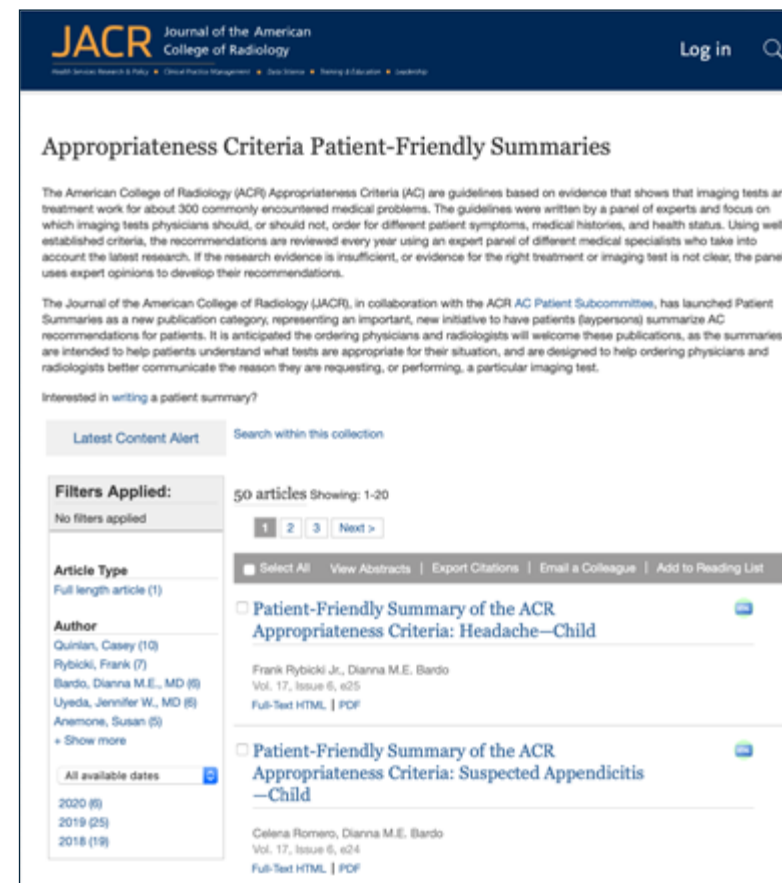 JACR
Journal of the American
College of Radiology
Log in
Health Services Research & Policy Clinical Practice Management Data Science Training & Education Leadership
Appropriateness Criteria Patient-Friendly Summaries
The American College of Radiology (ACR) Appropriateness Criteria (AC) are guidelines based on evidence that shows that imaging tests an
treatment work for about 300 commonly encountered medical problems. The guidelines were written by a panel of experts and focus on
which imaging tests physicians should, or should not, order for different patient symptoms, medical histories, and health status. Using well
established criteria, the recommendations are reviewed every year using an expert panel of different medical specialists who take into
account the latest research. If the research evidence is insufficient, or evidence for the right treatment or imaging test is not clear, the pane
uses expert opinions to develop their recommendations.
The Journal of the American College of Radiology (JACR), in collaboration with the ACR AC Patient Subcommittee, has launched Patient
Summaries as a new publication category, representing an important, new initiative to have patients (laypersons) summarize AC
recommendations for patients. It is anticipated the ordering physicians and radiologists will welcome these publications, as the summaries
are intended to help patients understand what tests are appropriate for their situation, and are designed to help ordering physicians and
radiologists better communicate the reason they are requesting, or performing, a particular imaging test.
Interested in writing a patient summary?
Latest Content Alert
Search within this collection
Filters Applied:
No filters applied
Article Type
Full length article (1)
Author
Quinlan, Casey (10)
Rybicki, Frank (7)
Bardo, Dianna M.E., MD (6)
Uyeda, Jennifer W., MD (6)
Anemone, Susan (5)
+ Show more
All available dates
2020 (6)
2019 (25)
2018 (19)
50 articles Showing: 1-20
1 2 3 Next >
Select All View Abstracts | Export Citations | Email a Colleague | Add to Reading List
Patient-Friendly Summary of the ACR
Appropriateness Criteria: Headache—Child
Frank Rybicki Jr., Dianna M.E. Bardo
Vol. 17, Issue 6, e25
Full-Text HTML | PDF
Patient-Friendly Summary of the ACR
Appropriateness Criteria: Suspected Appendicitis
—Child
Celena Romero, Dianna M.E. Bardo
Vol. 17, Issue 6, e24
Full-Text HTML | PDF